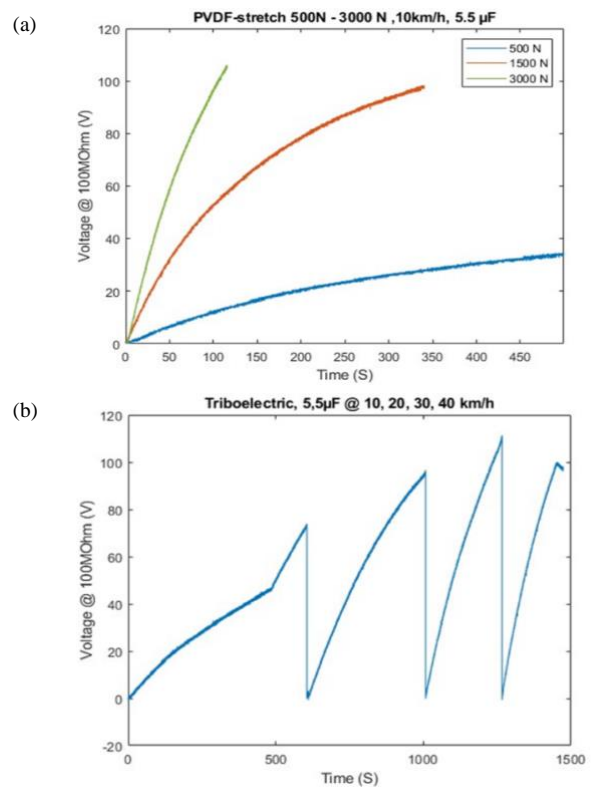 (a)
PVDF-stretch 500N - 3000 N ,10km/h, 5.5 µF
120
100
80
60
40
20
0
Voltage @ 100MOhm (V)
500 N
1500 N
3000 N
0 50 100 150 200 250 300 350 400 450
Time (S)
(b)
Triboelectric, 5,5µF @ 10, 20, 30, 40 km/h
120
100
80
60
40
20
0
-20
Voltage @ 100MOhm (V)
0 500 1000 1500
Time (S)